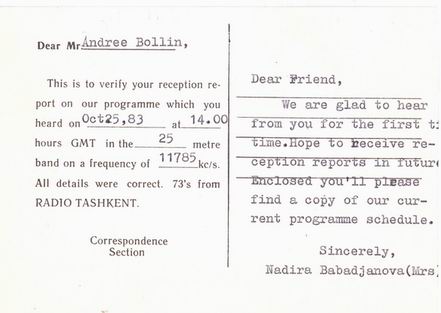 Dear Mr. Andree Bollin,
This is to verify your reception re-
port on our programme which you
heard on Oct25,83 at 14.00
hours GMT in the 25 metre
band on a frequency of 11785 kc/s.
All details were correct. 73's from
RADIO TASHKENT.
Correspondence
Section
Dear Friend,
We are glad to hear
from you for the first t
time.Hope to receive re-
ception reports in future
Enclosed you'll please
find a copy of our cur-
rent programme schedule.
Sincerely,
Nadira Babadjanova(Mrs)